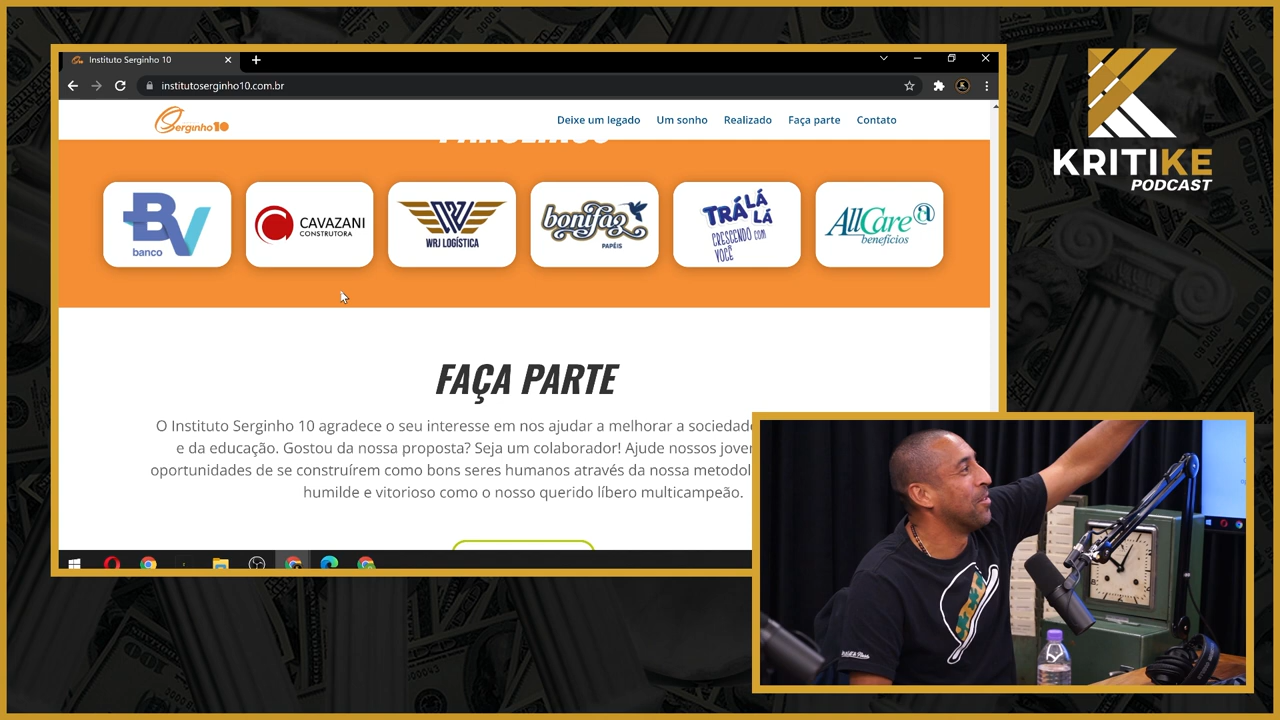 Instituto Serginho 10
institutoserginho10.com.br
Serginho10
Deixe um legado
Um sonho
Realizado
Faça parte
Contato
PARCEIROS
BV
banco
CAVAZANI
CONSTRUTORA
WRJ LOGÍSTICA
bonifaz
PAPÉIS
TRÁ LÁ
LÁ
CRESCENDO com
VOCÊ
AllCare
benefícios
FAÇA PARTE
O Instituto Serginho 10 agradece o seu interesse em nos ajudar a melhorar a sociedade
e da educação. Gostou da nossa proposta? Seja um colaborador! Ajude nossos jove
oportunidades de se construírem como bons seres humanos através da nossa metodol
humilde e vitorioso como o nosso querido líbero multicampeão.
KRITIKE
PODCAST